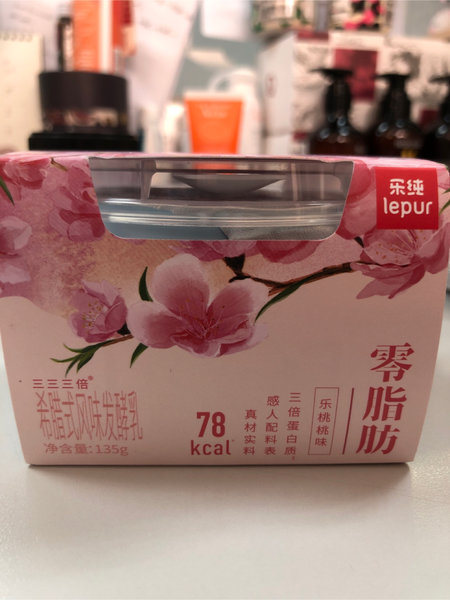 乐纯
lepur
三三三倍®
希腊式风味发酵乳
净含量:135g
78
kcal*
三倍蛋白质*
感人配料表
真材实料
乐桃桃味
零脂肪